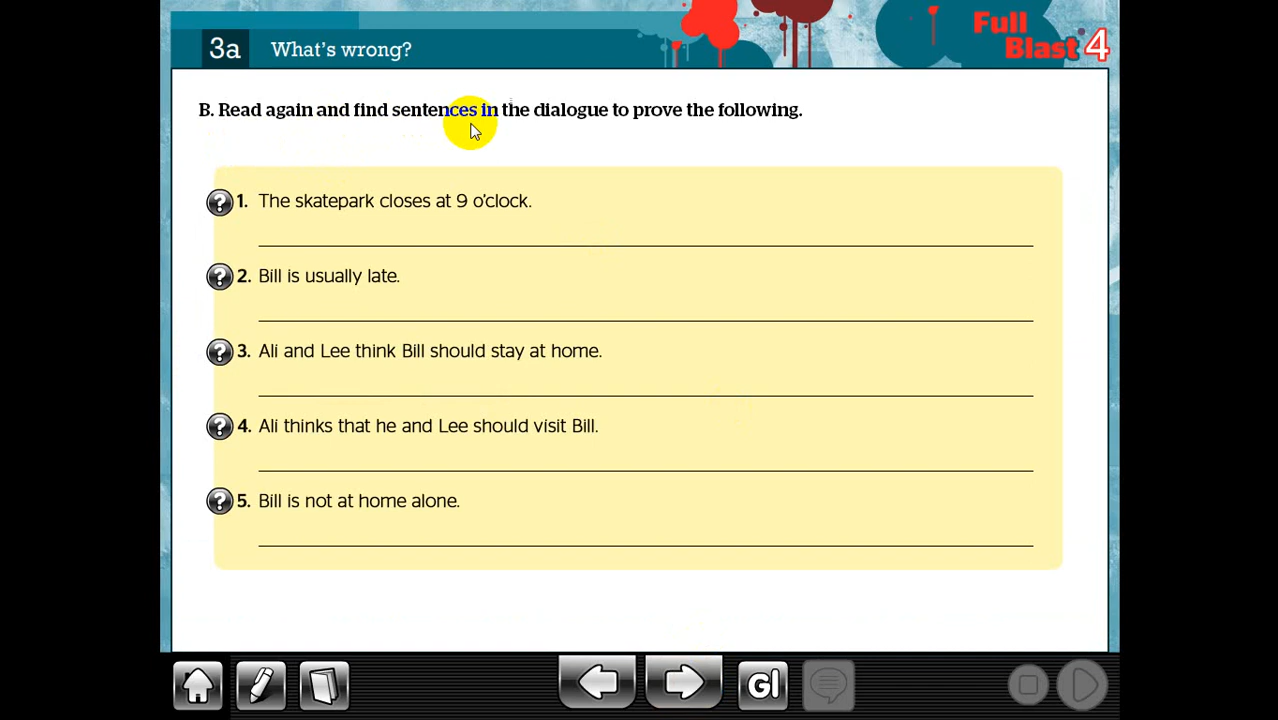 3a What's wrong?
Full
Blast 4
B. Read again and find sentences in the dialogue to prove the following.
? 1. The skatepark closes at 9 o'clock.
? 2. Bill is usually late.
? 3. Ali and Lee think Bill should stay at home.
? 4. Ali thinks that he and Lee should visit Bill.
? 5. Bill is not at home alone.
Gl